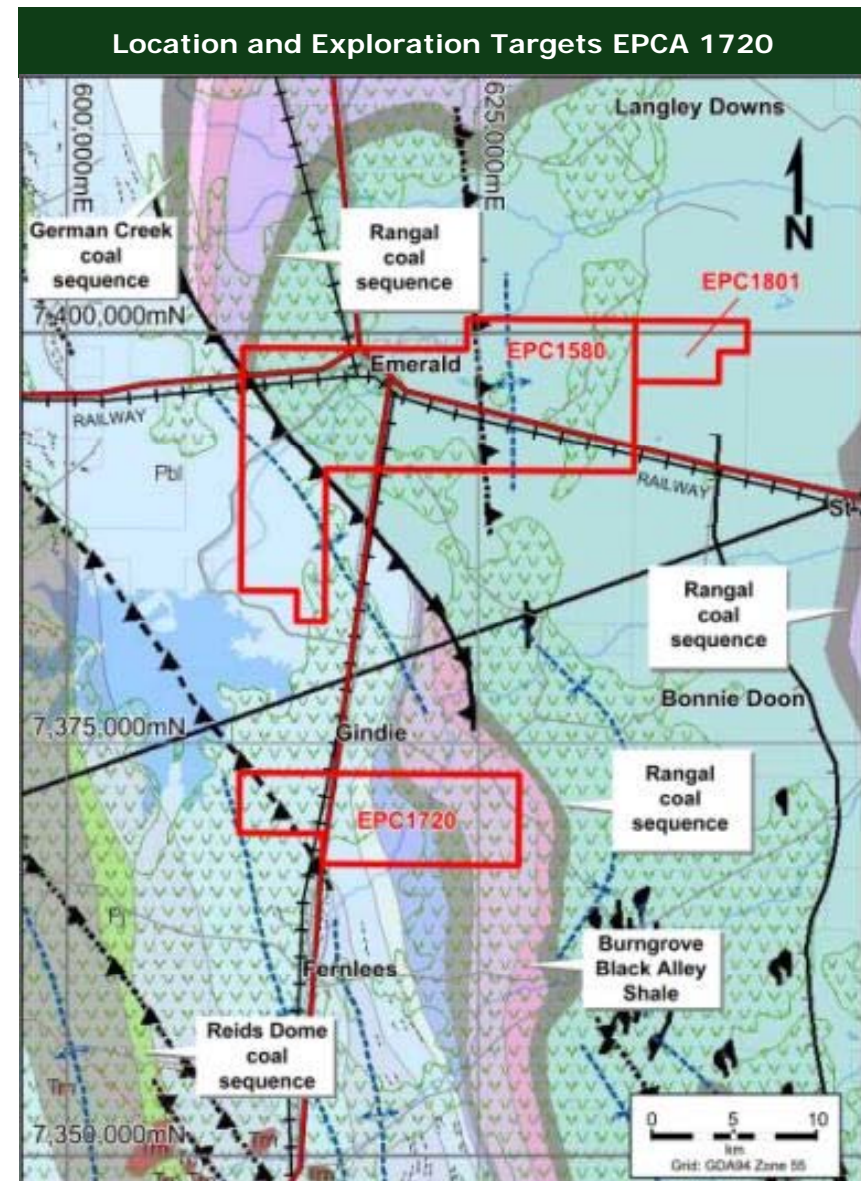 Location and Exploration Targets EPCA 1720
600,000mE
625,000mE
Langley Downs
N
German Creek
coal
sequence
Rangal
coal
sequence
EPC1801
7,400,000mN
Emerald
EPC1580
RAILWAY
Pbl
RAILWAY
St
Rangal
coal
sequence
Bonnie Doon
7,375,000mN
Gindie
Rangal
coal
sequence
EPC1720
Burngrove
Black Alley
Shale
Fernlees
Reids Dome
coal
sequence
7,350,000mN
Tm
Tm
0 5 10
km
Grid: GDA94 Zone 55